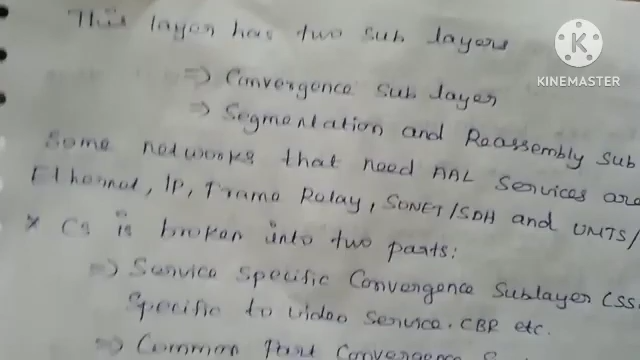 This layer has two sub layers
KINEMASTER
⇒ Convergence sub layer
⇒ Segmentation and Reassembly sub
Some networks that need AAL Services are
Ethernet, IP, Frame Relay, SONET/SDH and UMTS/
* CS is broken into two parts:
⇒ Service Specific Convergence Sublayer (SS
Specific to video service. CBR etc.
⇒ Common Part Convergence